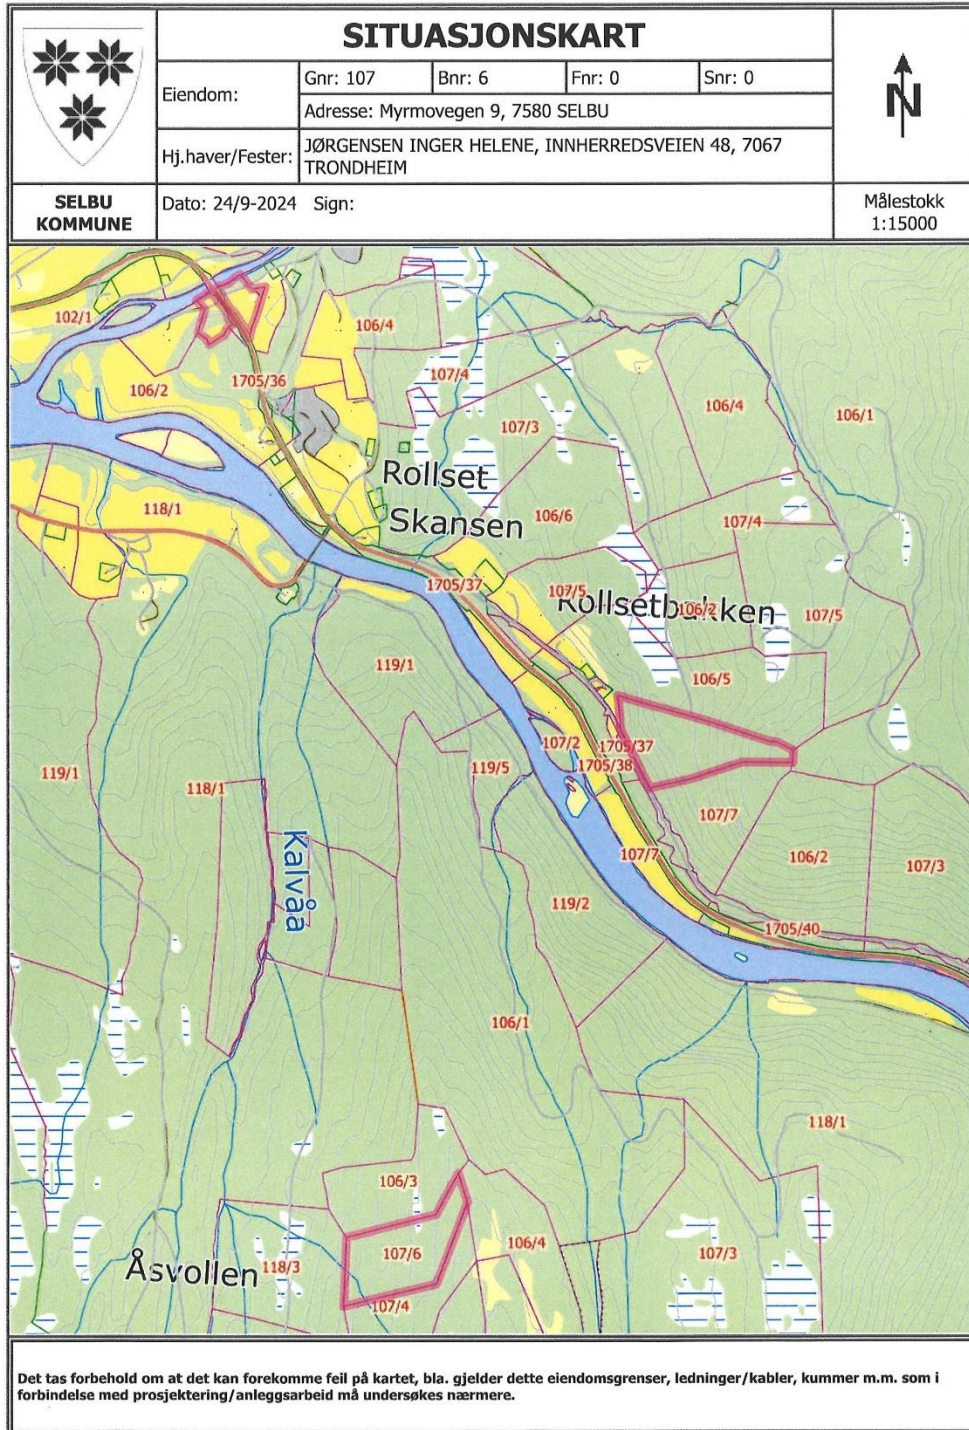 SITUASJONSKART
Eiendom:
Gnr: 107
Bnr: 6
Fnr: 0
Snr: 0
Adresse: Myrmovegen 9, 7580 SELBU
Hj.haver/Fester:
JØRGENSEN INGER HELENE, INNHERREDSVEIEN 48, 7067
TRONDHEIM
N
SELBU
KOMMUNE
Dato: 24/9-2024 Sign:
Målestokk
1:15000
102/1
106/4
1705/36
107/4
106/2
106/4
106/1
107/3
Rollset
118/1
Skansen
106/6
107/4
1705/37
107/5
Rollsetbakken
106/2
107/5
119/1
106/5
107/2
1705/37
1705/38
119/5
119/1
118/1
107/7
Kalvåa
107/7
106/2
107/3
119/2
1705/40
106/1
118/1
106/3
106/4
107/6
107/3
Åsvollen
118/3
107/4
Det tas forbehold om at det kan forekomme feil på kartet, bla. gjelder dette eiendomsgrenser, ledninger/kabler, kummer m.m. som i
forbindelse med prosjektering/anleggsarbeid må undersøkes nærmere.